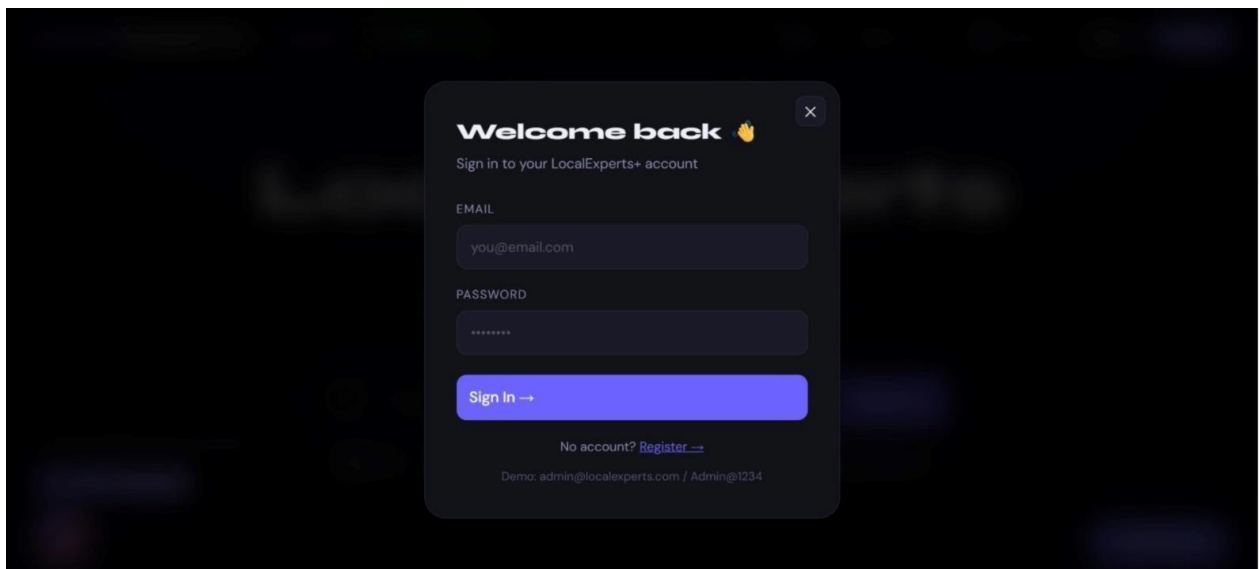 Welcome back 👋
Sign in to your LocalExperts+ account
EMAIL
you@email.com
PASSWORD
••••••••
Sign In →
No account? Register →
Demo: admin@localexperts.com / Admin@1234